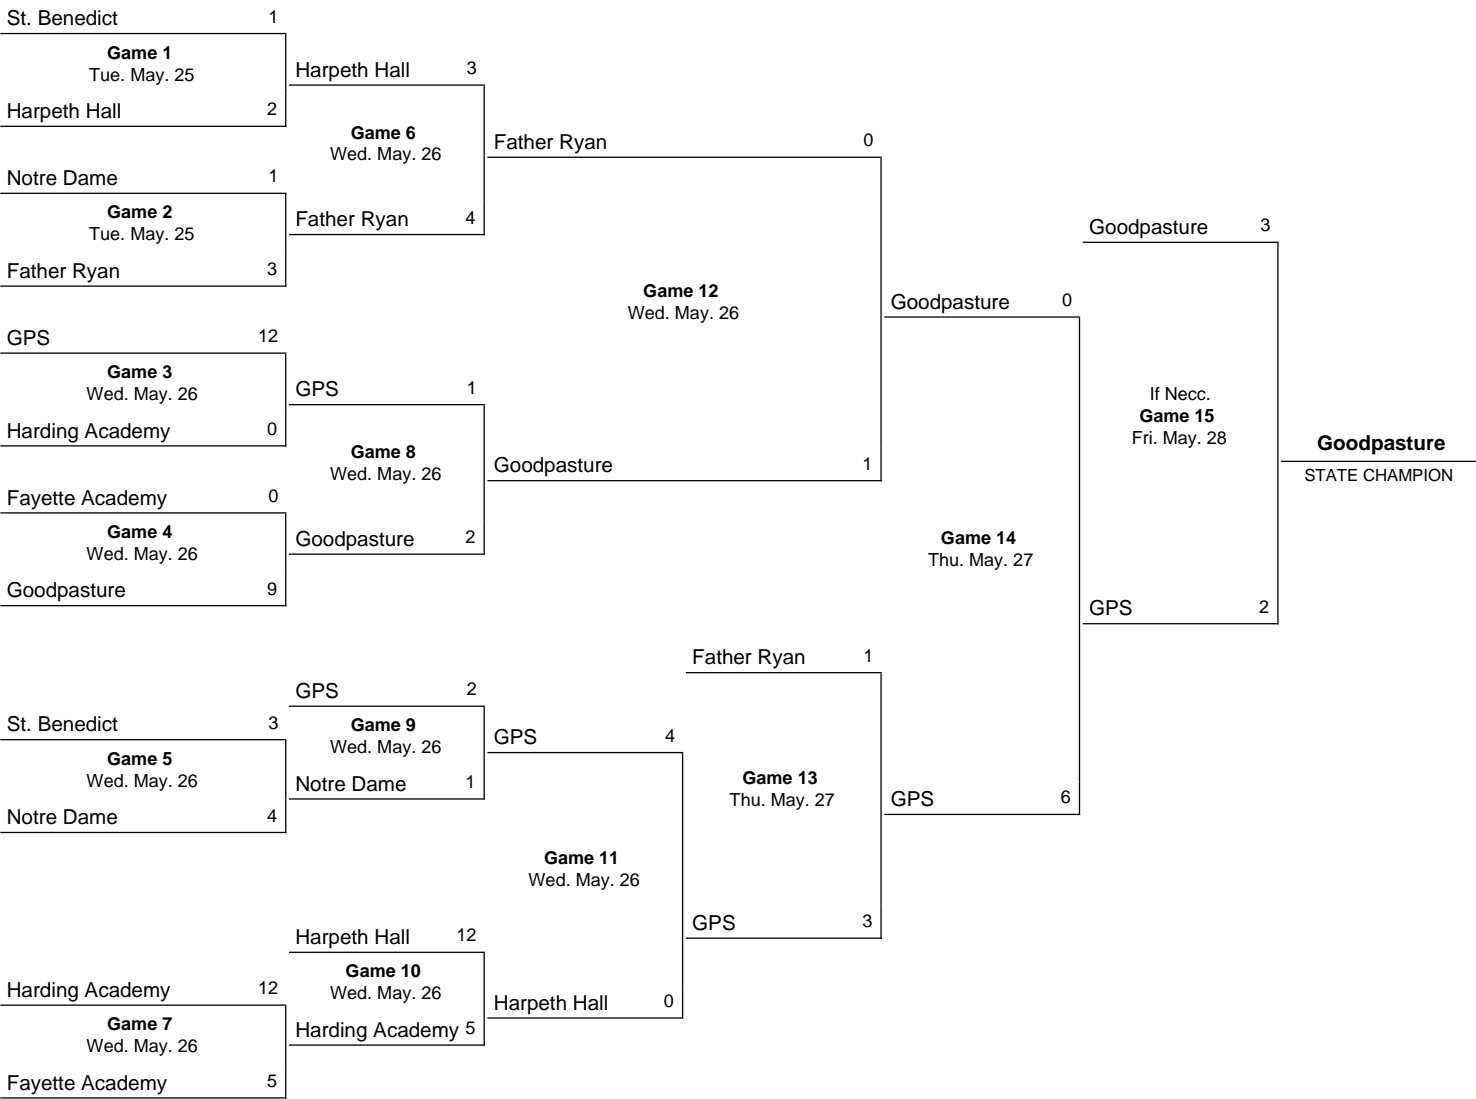 St. Benedict 1
Game 1
Tue. May. 25
Harpeth Hall 2
Notre Dame 1
Game 2
Tue. May. 25
Father Ryan 3
GPS 12
Game 3
Wed. May. 26
Harding Academy 0
Fayette Academy 0
Game 4
Wed. May. 26
Goodpasture 9
St. Benedict 3
Game 5
Wed. May. 26
Notre Dame 4
Harding Academy 12
Game 7
Wed. May. 26
Fayette Academy 5
Harpeth Hall 3
Game 6
Wed. May. 26
Father Ryan 4
GPS 1
Game 8
Wed. May. 26
Goodpasture 2
GPS 2
Game 9
Wed. May. 26
Notre Dame 1
Harpeth Hall 12
Game 10
Wed. May. 26
Harding Academy 5
Father Ryan 0
Game 12
Wed. May. 26
Goodpasture 1
GPS 4
Game 11
Wed. May. 26
Harpeth Hall 0
Father Ryan 1
Game 13
Thu. May. 27
GPS 3
Goodpasture 0
Game 14
Thu. May. 27
GPS 6
Goodpasture 3
If Necc.
Game 15
Fri. May. 28
GPS 2
Goodpasture
STATE CHAMPION